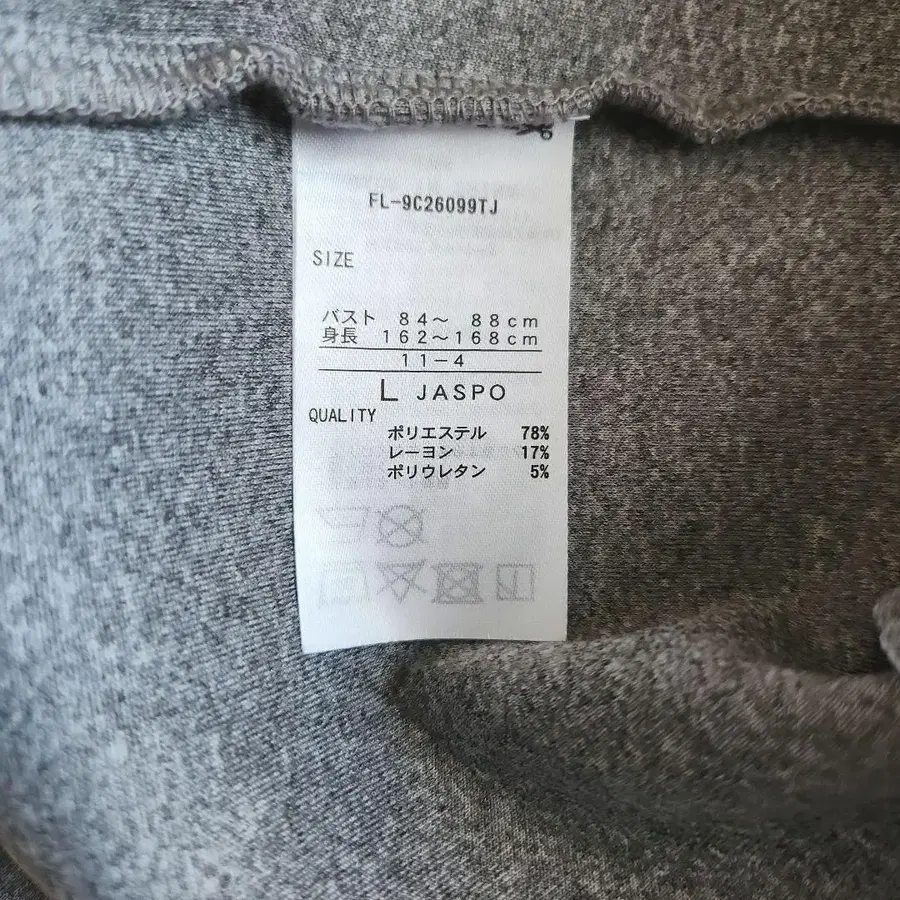 FL-9C26099TJ
SIZE
バスト 84～ 88cm
身長 162～168cm
11-4
L JASPO
QUALITY
ポリエステル 78%
レーヨン 17%
ポリウレタン 5%